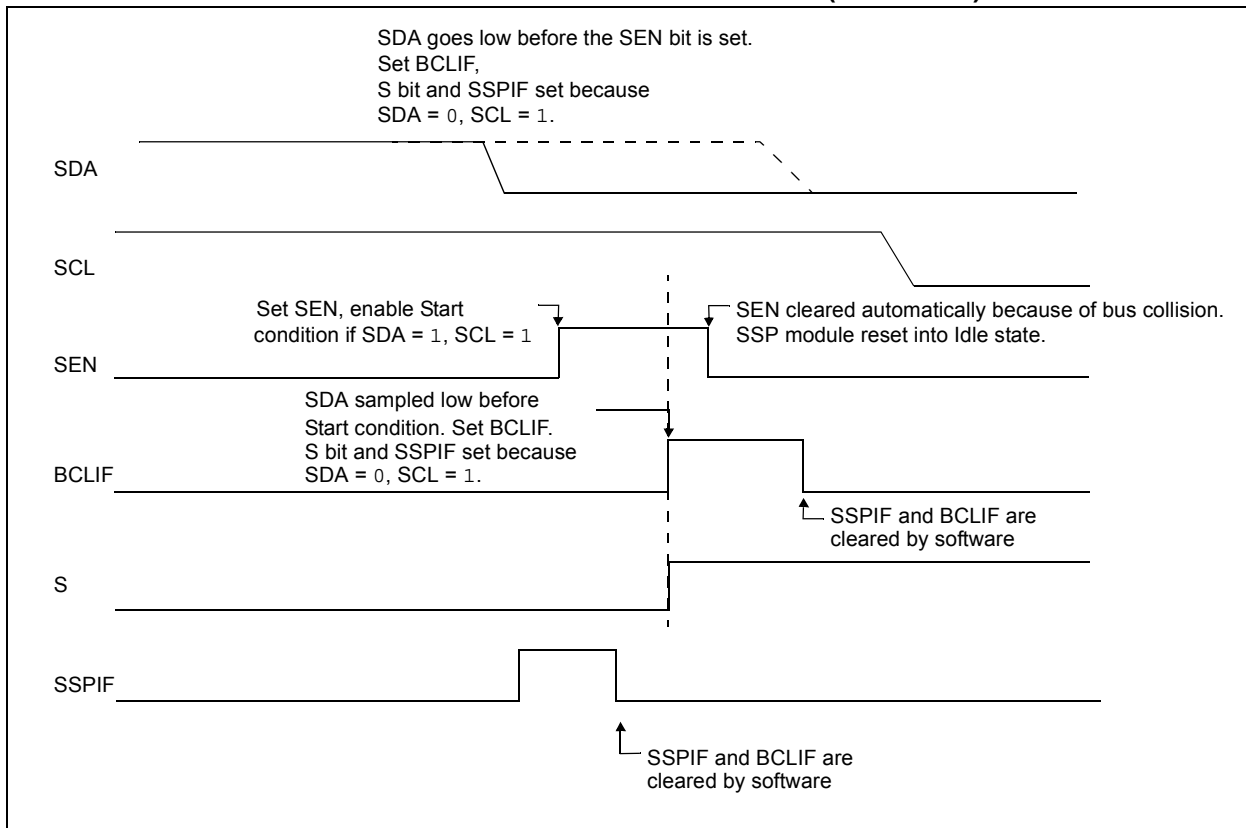 SDA goes low before the SEN bit is set.
Set BCLIF,
S bit and SSPIF set because
SDA = 0, SCL = 1.
SDA
SCL
Set SEN, enable Start
condition if SDA = 1, SCL = 1
SEN cleared automatically because of bus collision.
SSP module reset into Idle state.
SEN
SDA sampled low before
Start condition. Set BCLIF.
S bit and SSPIF set because
SDA = 0, SCL = 1.
BCLIF
SSPIF and BCLIF are
cleared by software
S
SSPIF
SSPIF and BCLIF are
cleared by software